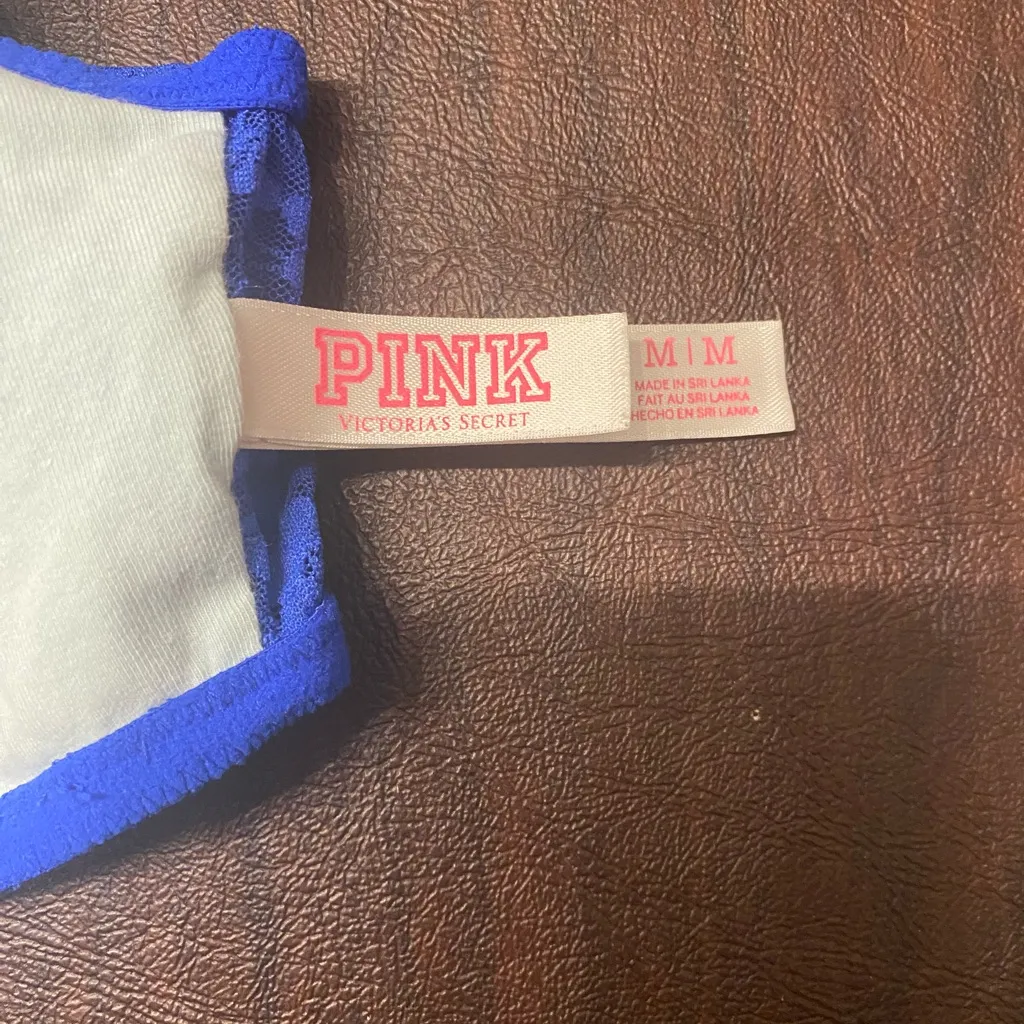 PINK
VICTORIA'S SECRET
M | M
MADE IN SRI LANKA
FAIT AU SRI LANKA
HECHO EN SRI LANKA